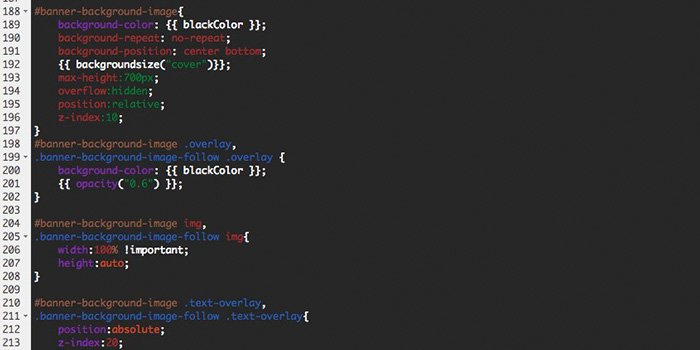 187
188 #banner-background-image{
189 background-color: {{ blackColor }};
190 background-repeat: no-repeat;
191 background-position: center bottom;
192 {{ backgroundsize("cover")}};
193 max-height:700px;
194 overflow:hidden;
195 position:relative;
196 z-index:10;
197 }
198 #banner-background-image .overlay,
199 .banner-background-image-follow .overlay {
200 background-color: {{ blackColor }};
201 {{ opacity("0.6") }};
202 }
203
204 #banner-background-image img,
205 .banner-background-image-follow img{
206 width:100% !important;
207 height:auto;
208 }
209
210 #banner-background-image .text-overlay,
211 .banner-background-image-follow .text-overlay{
212 position:absolute;
213 z-index:20;